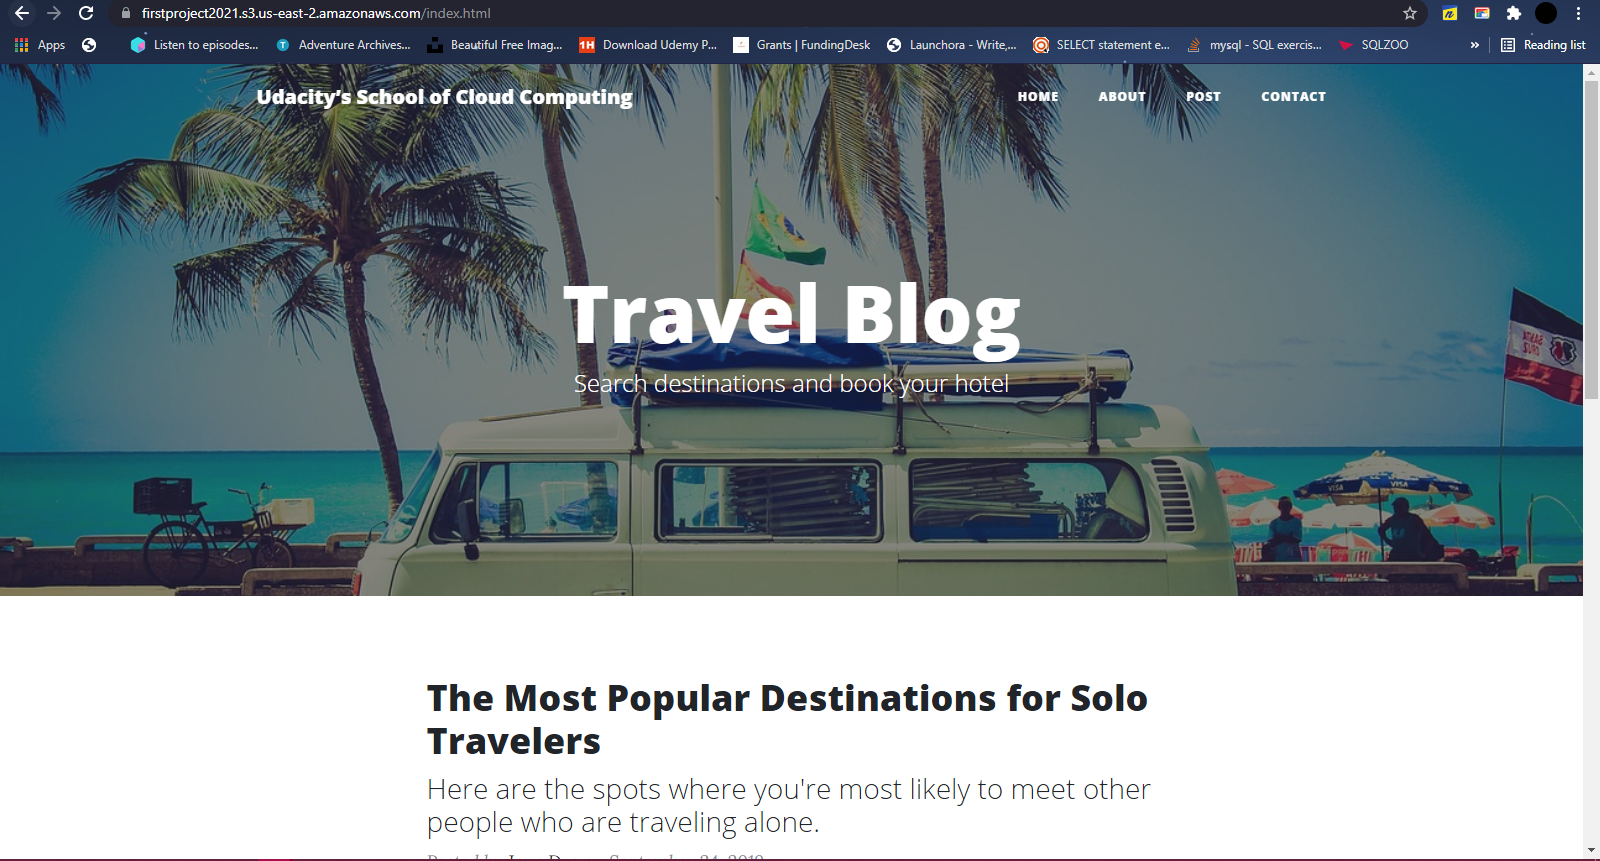 firstproject2021.s3.us-east-2.amazonaws.com/index.html
Apps
Listen to episodes...
Adventure Archives...
Beautiful Free Imag...
1H Download Udemy P...
Grants | FundingDesk
Launchora - Write,...
SELECT statement e...
mysql - SQL exercis...
SQLZOO
»
Reading list
Udacity's School of Cloud Computing
HOME ABOUT POST CONTACT
Travel Blog
Search destinations and book your hotel
VISA VISA
The Most Popular Destinations for Solo
Travelers
Here are the spots where you're most likely to meet other
people who are traveling alone.